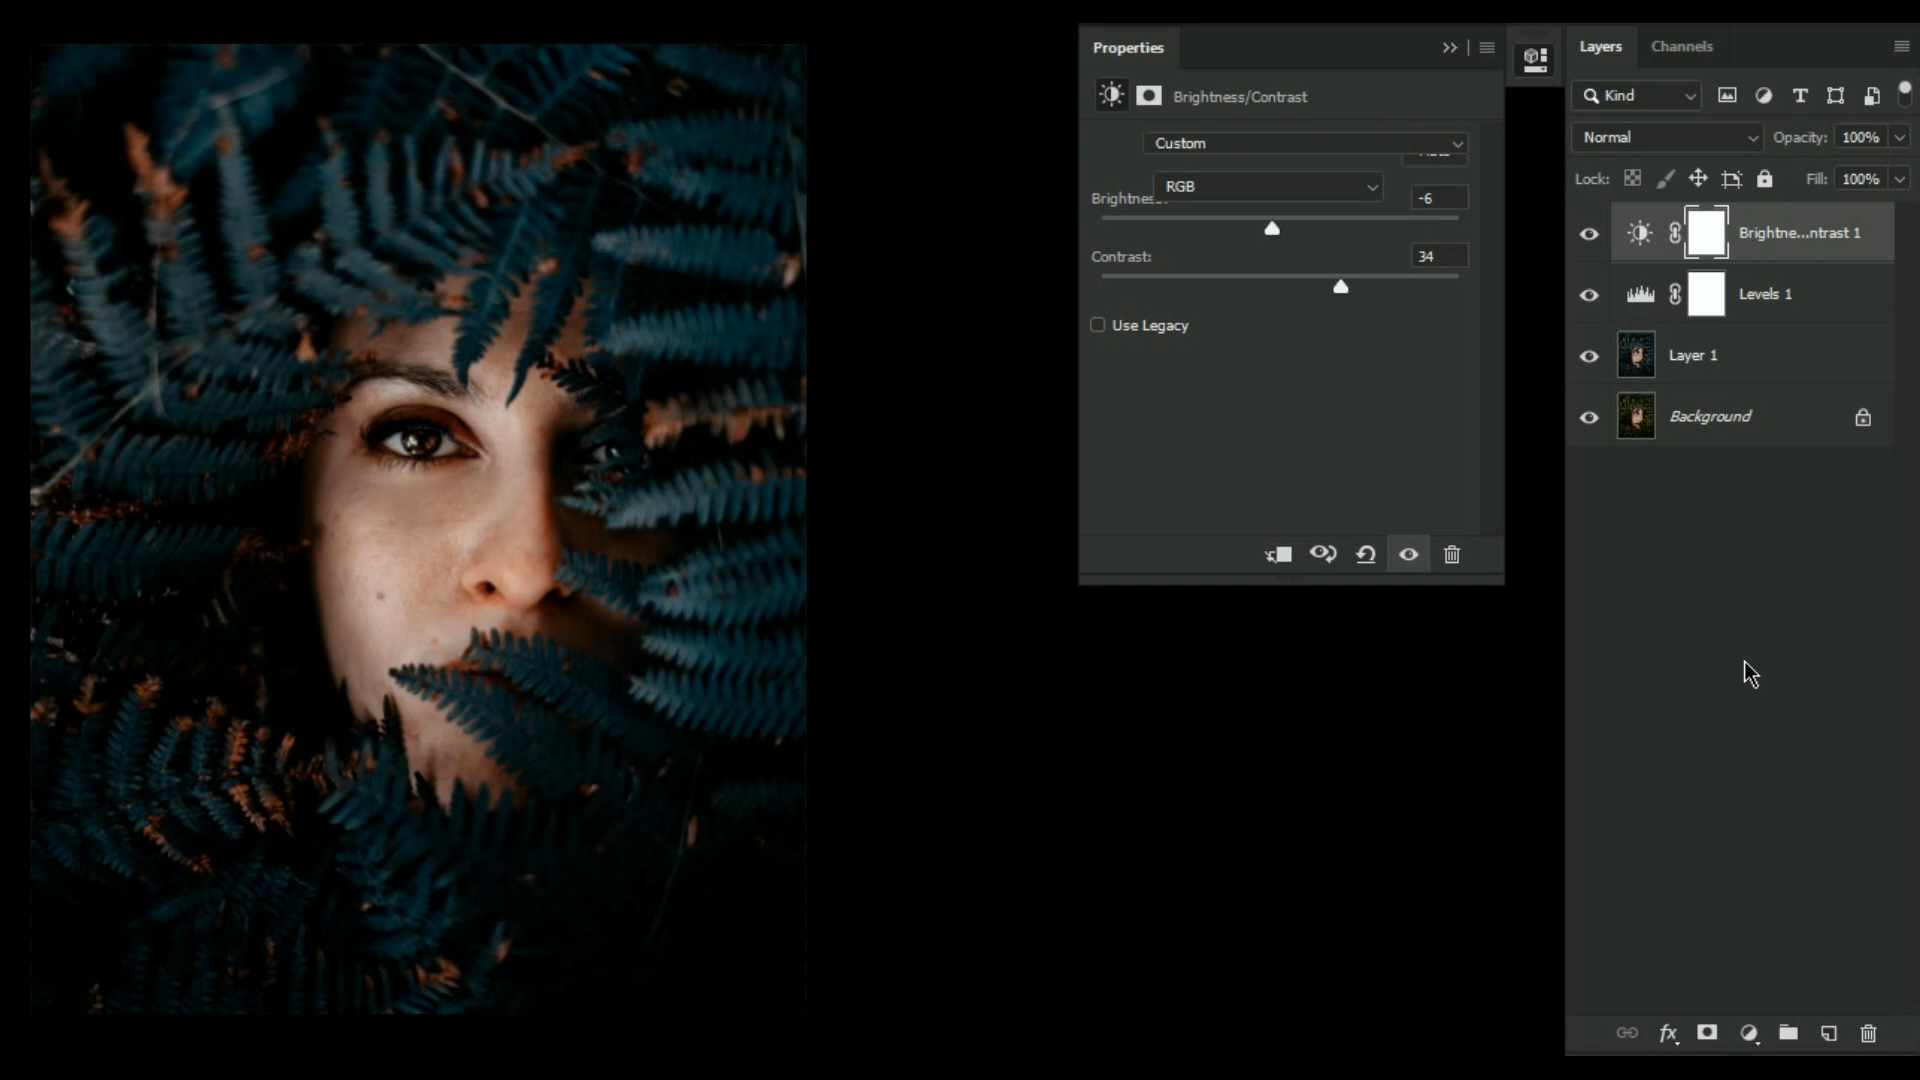 Properties
Brightness/Contrast
Custom
RGB
-6
Contrast:
34
Use Legacy
Layers
Channels
Kind
Normal
Opacity:
100%
Lock:
Fill:
100%
Brightne...ntrast 1
Levels 1
Layer 1
Background
fx